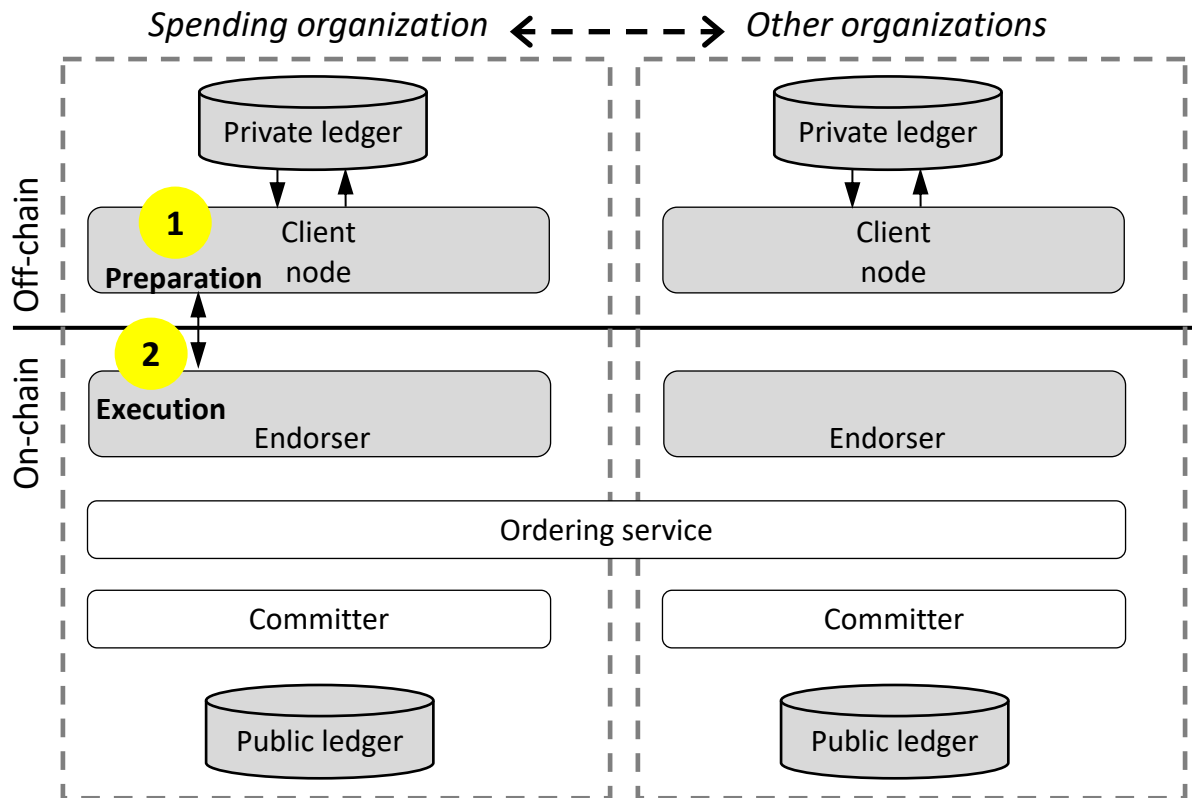 Spending organization
Other organizations
Off-chain
Private ledger
Private ledger
1
Client
node
Preparation
Client
node
On-chain
2
Execution
Endorser
Endorser
Ordering service
Committer
Committer
Public ledger
Public ledger